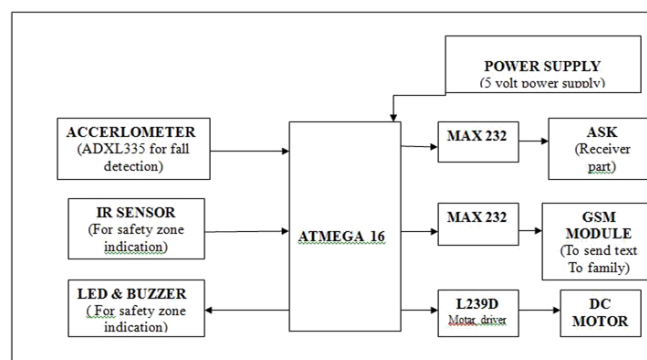 POWER SUPPLY
(5 volt power supply)
ACCERLOMETER
(ADXL335 for fall
detection)
MAX 232
ASK
(Receiver
part)
IR SENSOR
(For safety zone
indication)
ATMEGA 16
MAX 232
GSM
MODULE
(To send text
To family)
LED & BUZZER
( For safety zone
indication)
L239D
Motar driver
DC
MOTOR